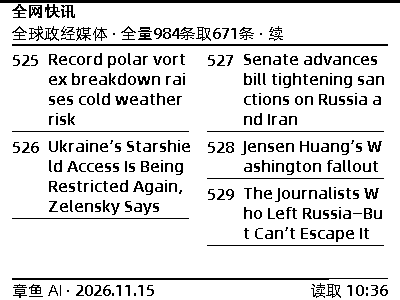 全网快讯
全球政经媒体 · 全量984条取671条 · 续
525 Record polar vort
ex breakdown rai
ses cold weather
risk
526 Ukraine’s Starshie
ld Access Is Being
Restricted Again,
Zelensky Says
527 Senate advances
bill tightening san
ctions on Russia a
nd Iran
528 Jensen Huang’s W
ashington fallout
529 The Journalists W
ho Left Russia—Bu
t Can’t Escape It
章鱼 AI · 2026.11.15
读取 10:36